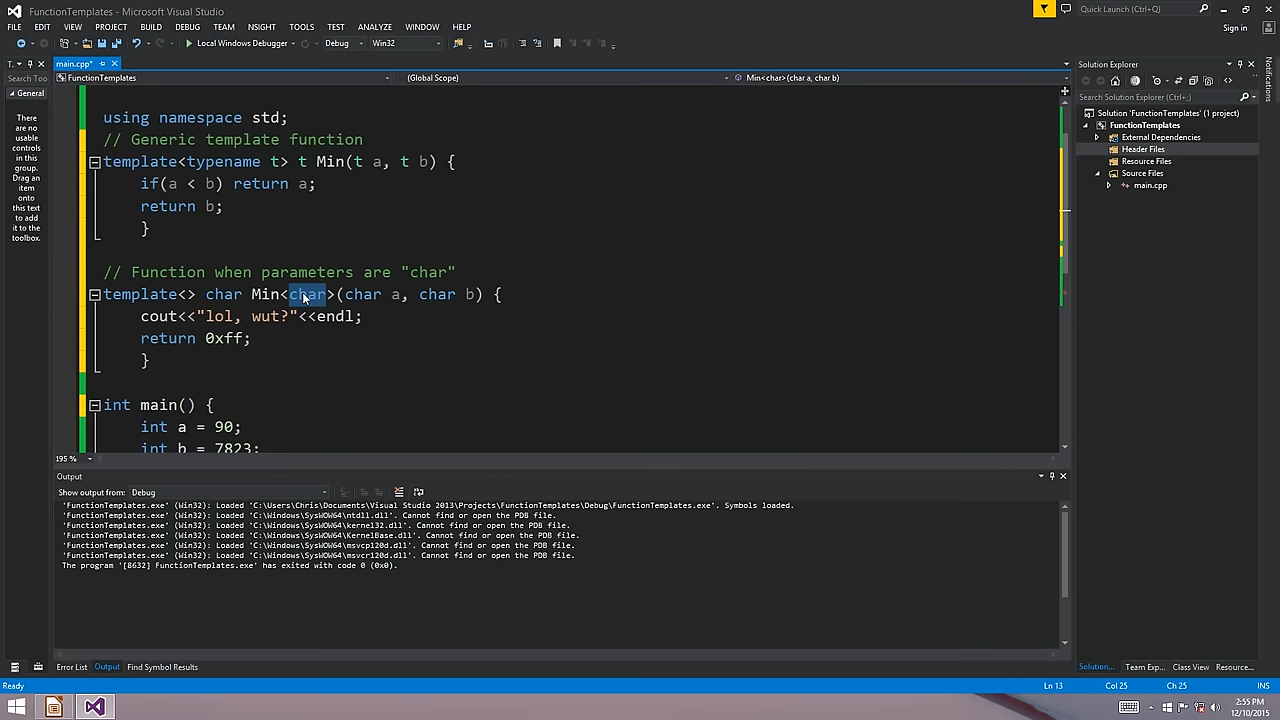 FunctionTemplates - Microsoft Visual Studio
Quick Launch (Ctrl+Q)
FILE EDIT VIEW PROJECT BUILD DEBUG TEAM NSIGHT TOOLS TEST ANALYZE WINDOW HELP
Sign in
Local Windows Debugger Debug Win32
T... main.cpp*
Solution Explorer
Search Too
FunctionTemplates (Global Scope) Min<char>(char a, char b)
General
Search Solution Explorer (Ctrl+;)
Solution 'FunctionTemplates' (1 project)
FunctionTemplates
External Dependencies
Header Files
Resource Files
Source Files
main.cpp
Notifications
There
are no
usable
controls
in this
group.
Drag an
item
onto
this text
to add
it to the
toolbox.
using namespace std;
// Generic template function
template<typename t> t Min(t a, t b) {
if(a < b) return a;
return b;
}
// Function when parameters are "char"
template<> char Min<char>(char a, char b) {
cout<<"lol, wut?"<<endl;
return 0xff;
}
int main() {
int a = 90;
int b = 7823;
195 %
Output
Show output from: Debug
'FunctionTemplates.exe' (Win32): Loaded 'C:\Users\Chris\Documents\Visual Studio 2013\Projects\FunctionTemplates\Debug\FunctionTemplates.exe'. Symbols loaded.
'FunctionTemplates.exe' (Win32): Loaded 'C:\Windows\SysWOW64\ntdll.dll'. Cannot find or open the PDB file.
'FunctionTemplates.exe' (Win32): Loaded 'C:\Windows\SysWOW64\kernel32.dll'. Cannot find or open the PDB file.
'FunctionTemplates.exe' (Win32): Loaded 'C:\Windows\SysWOW64\KernelBase.dll'. Cannot find or open the PDB file.
'FunctionTemplates.exe' (Win32): Loaded 'C:\Windows\SysWOW64\msvcp120d.dll'. Cannot find or open the PDB file.
'FunctionTemplates.exe' (Win32): Loaded 'C:\Windows\SysWOW64\msvcr120d.dll'. Cannot find or open the PDB file.
The program '[8632] FunctionTemplates.exe' has exited with code 0 (0x0).
Error List Output Find Symbol Results
Solution... Team Exp... Class View Resource...
Ready Ln 13 Col 25 Ch 25 INS
2:55 PM
12/10/2015